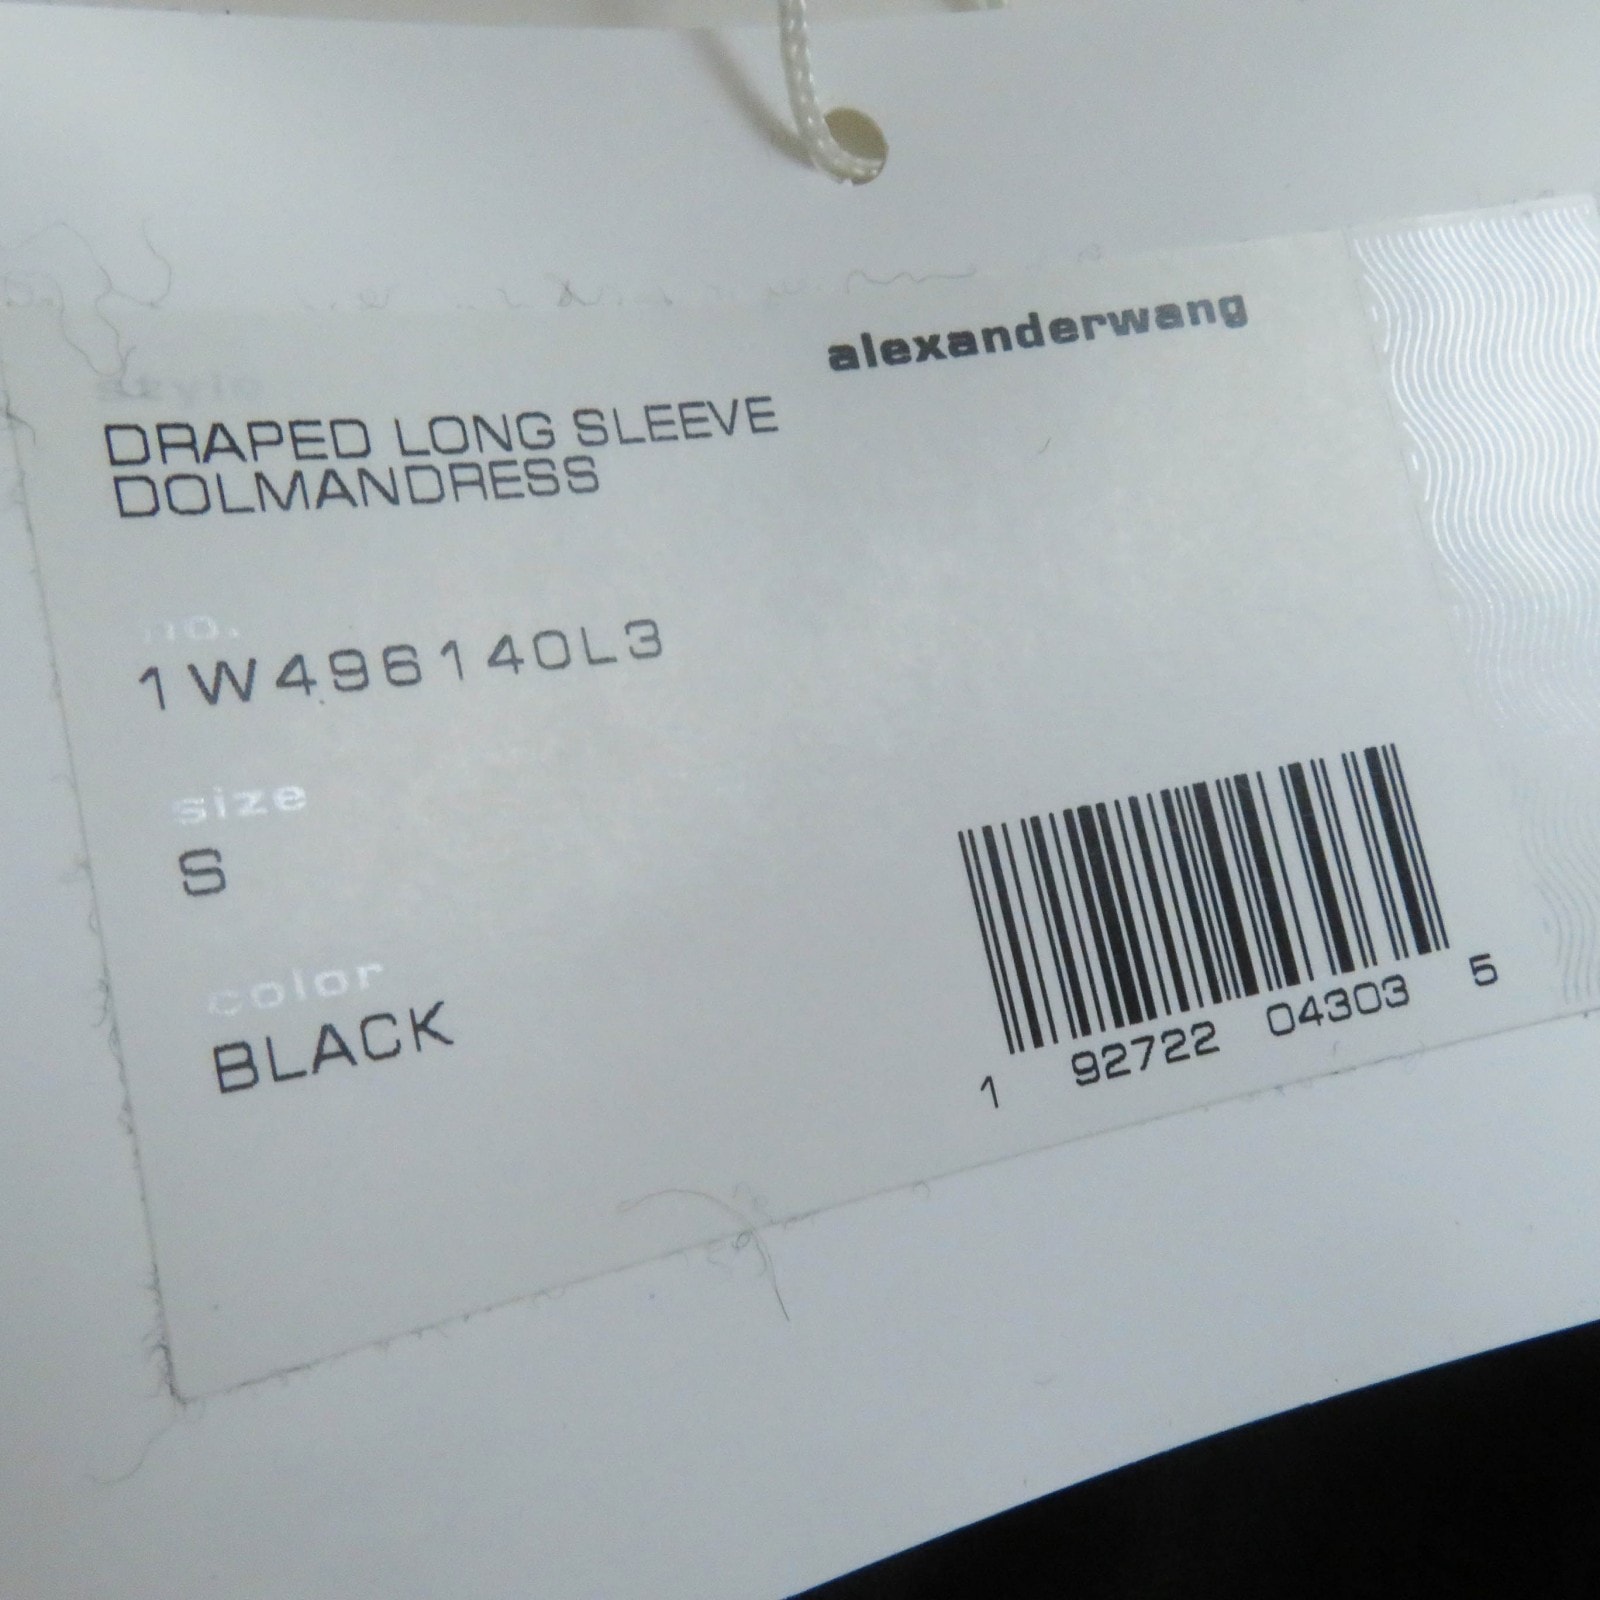 alexanderwang
style
DRAPED LONG SLEEVE
DOLMANDRESS
no.
1W496140L3
size
S
color
BLACK
1 92722 04303 5